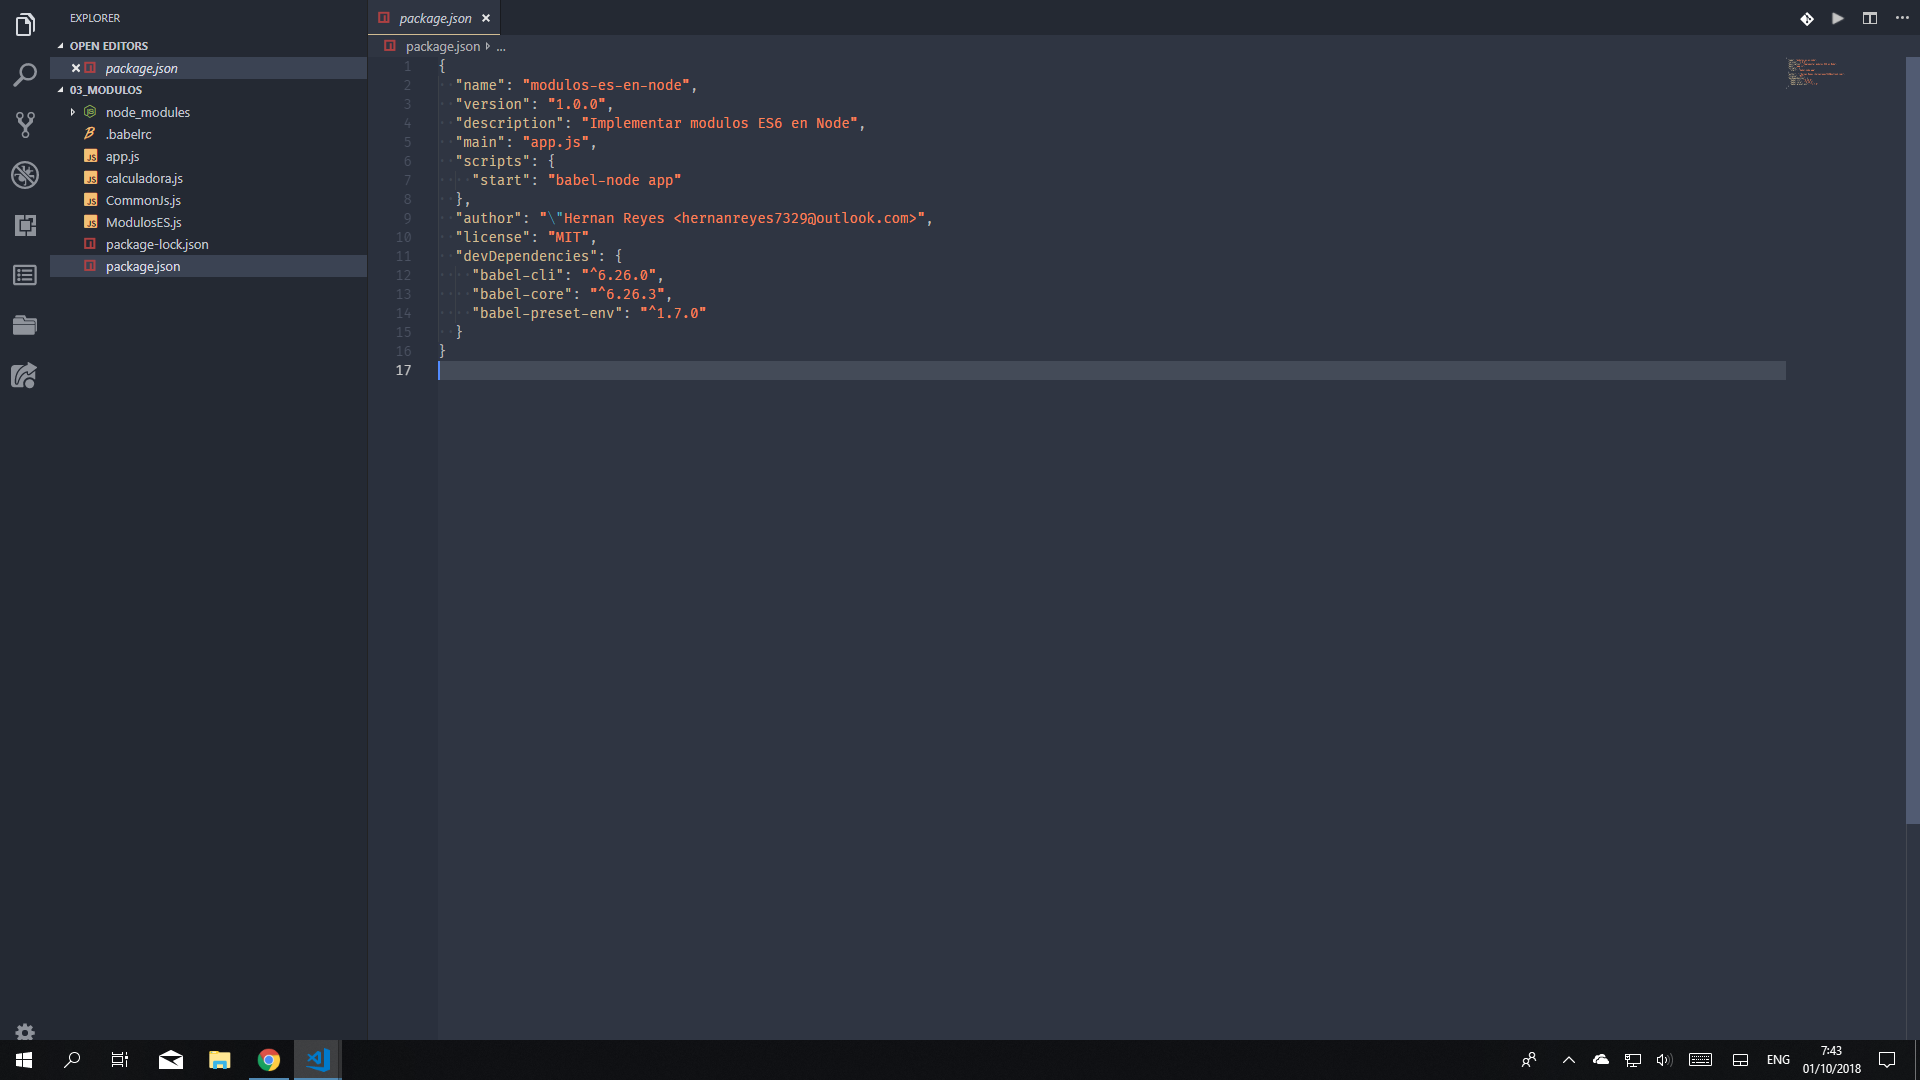 EXPLORER
OPEN EDITORS
package.json
03_MODULOS
node_modules
.babelrc
app.js
calculadora.js
CommonJs.js
ModulosES.js
package-lock.json
package.json
package.json
package.json ...
1 {
2 "name": "modulos-es-en-node",
3 "version": "1.0.0",
4 "description": "Implementar modulos ES6 en Node",
5 "main": "app.js",
6 "scripts": {
7 "start": "babel-node app"
8 },
9 "author": "\"Hernan Reyes <hernanreyes7329@outlook.com>",
10 "license": "MIT",
11 "devDependencies": {
12 "babel-cli": "^6.26.0",
13 "babel-core": "^6.26.3",
14 "babel-preset-env": "^1.7.0"
15 }
16 }
17
ENG
7:43
01/10/2018